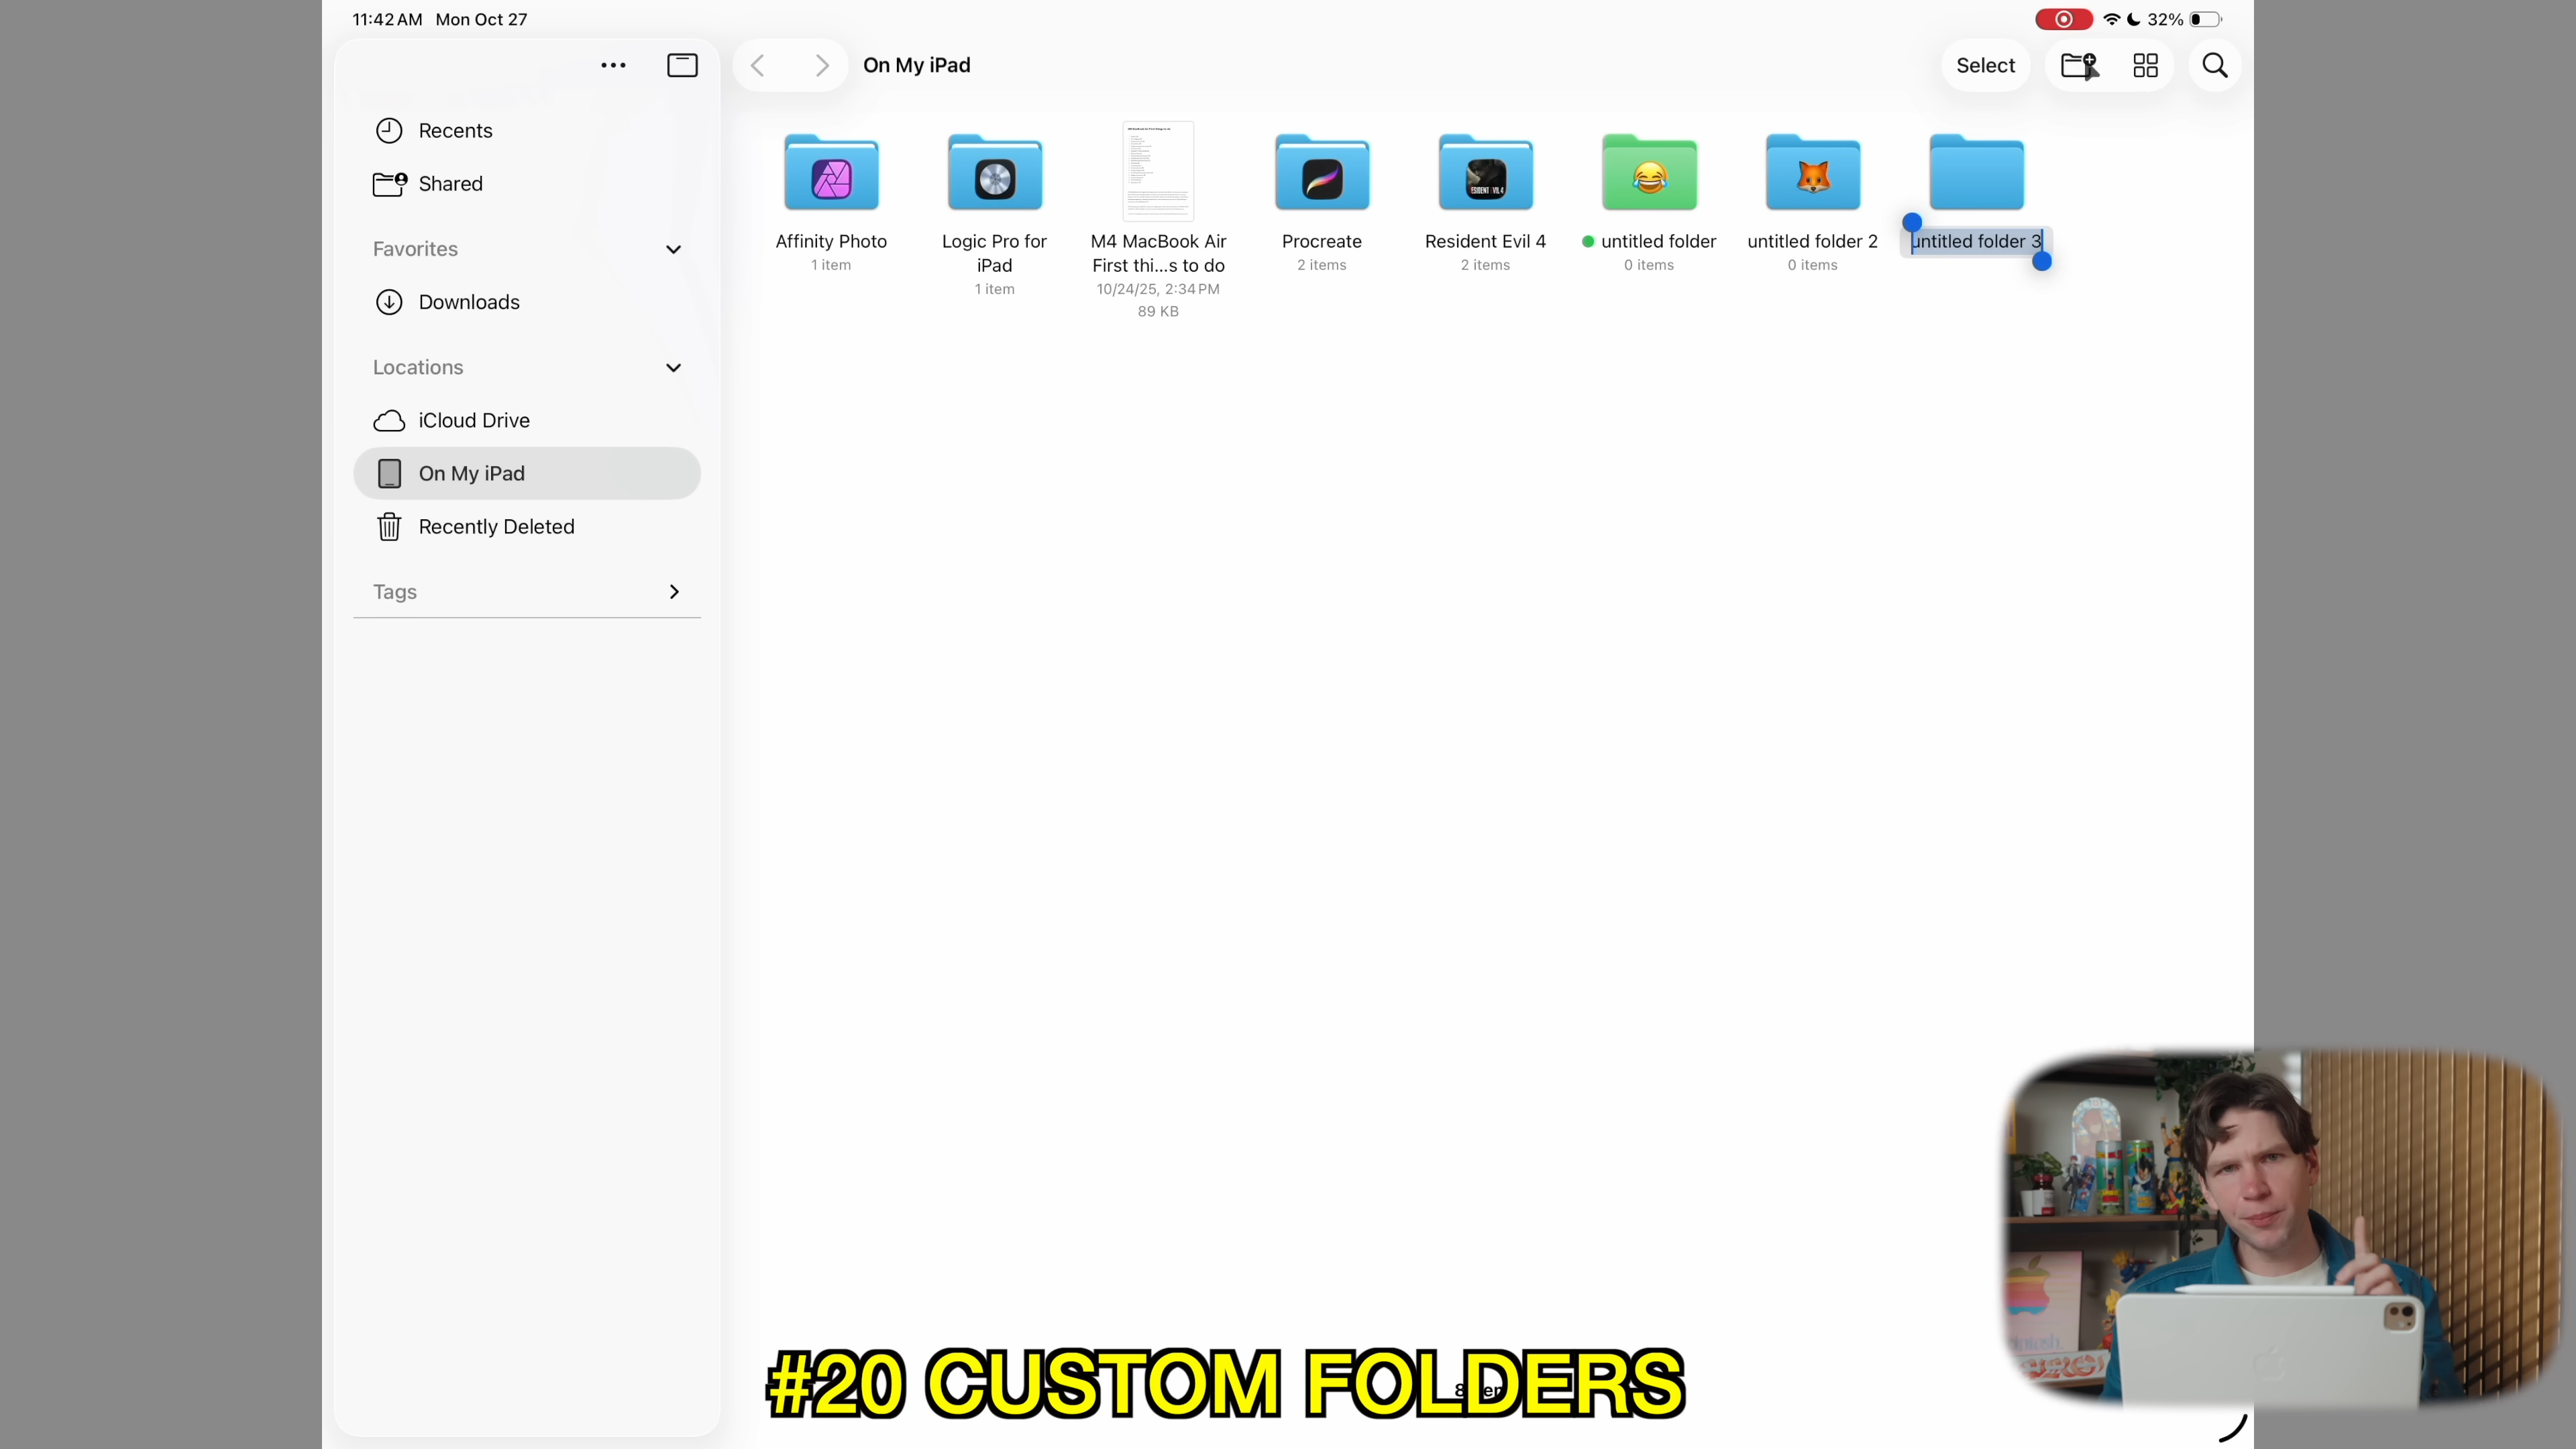 11:42 AM Mon Oct 27
32%
On My iPad
Select
Recents
Shared
Favorites
Downloads
Locations
iCloud Drive
On My iPad
Recently Deleted
Tags
Affinity Photo
1 item
Logic Pro for
iPad
1 item
M4 MacBook Air
First thi...s to do
10/24/25, 2:34 PM
89 KB
Procreate
2 items
Resident Evil 4
2 items
untitled folder
0 items
untitled folder 2
0 items
untitled folder 3
#20 CUSTOM FOLDERS